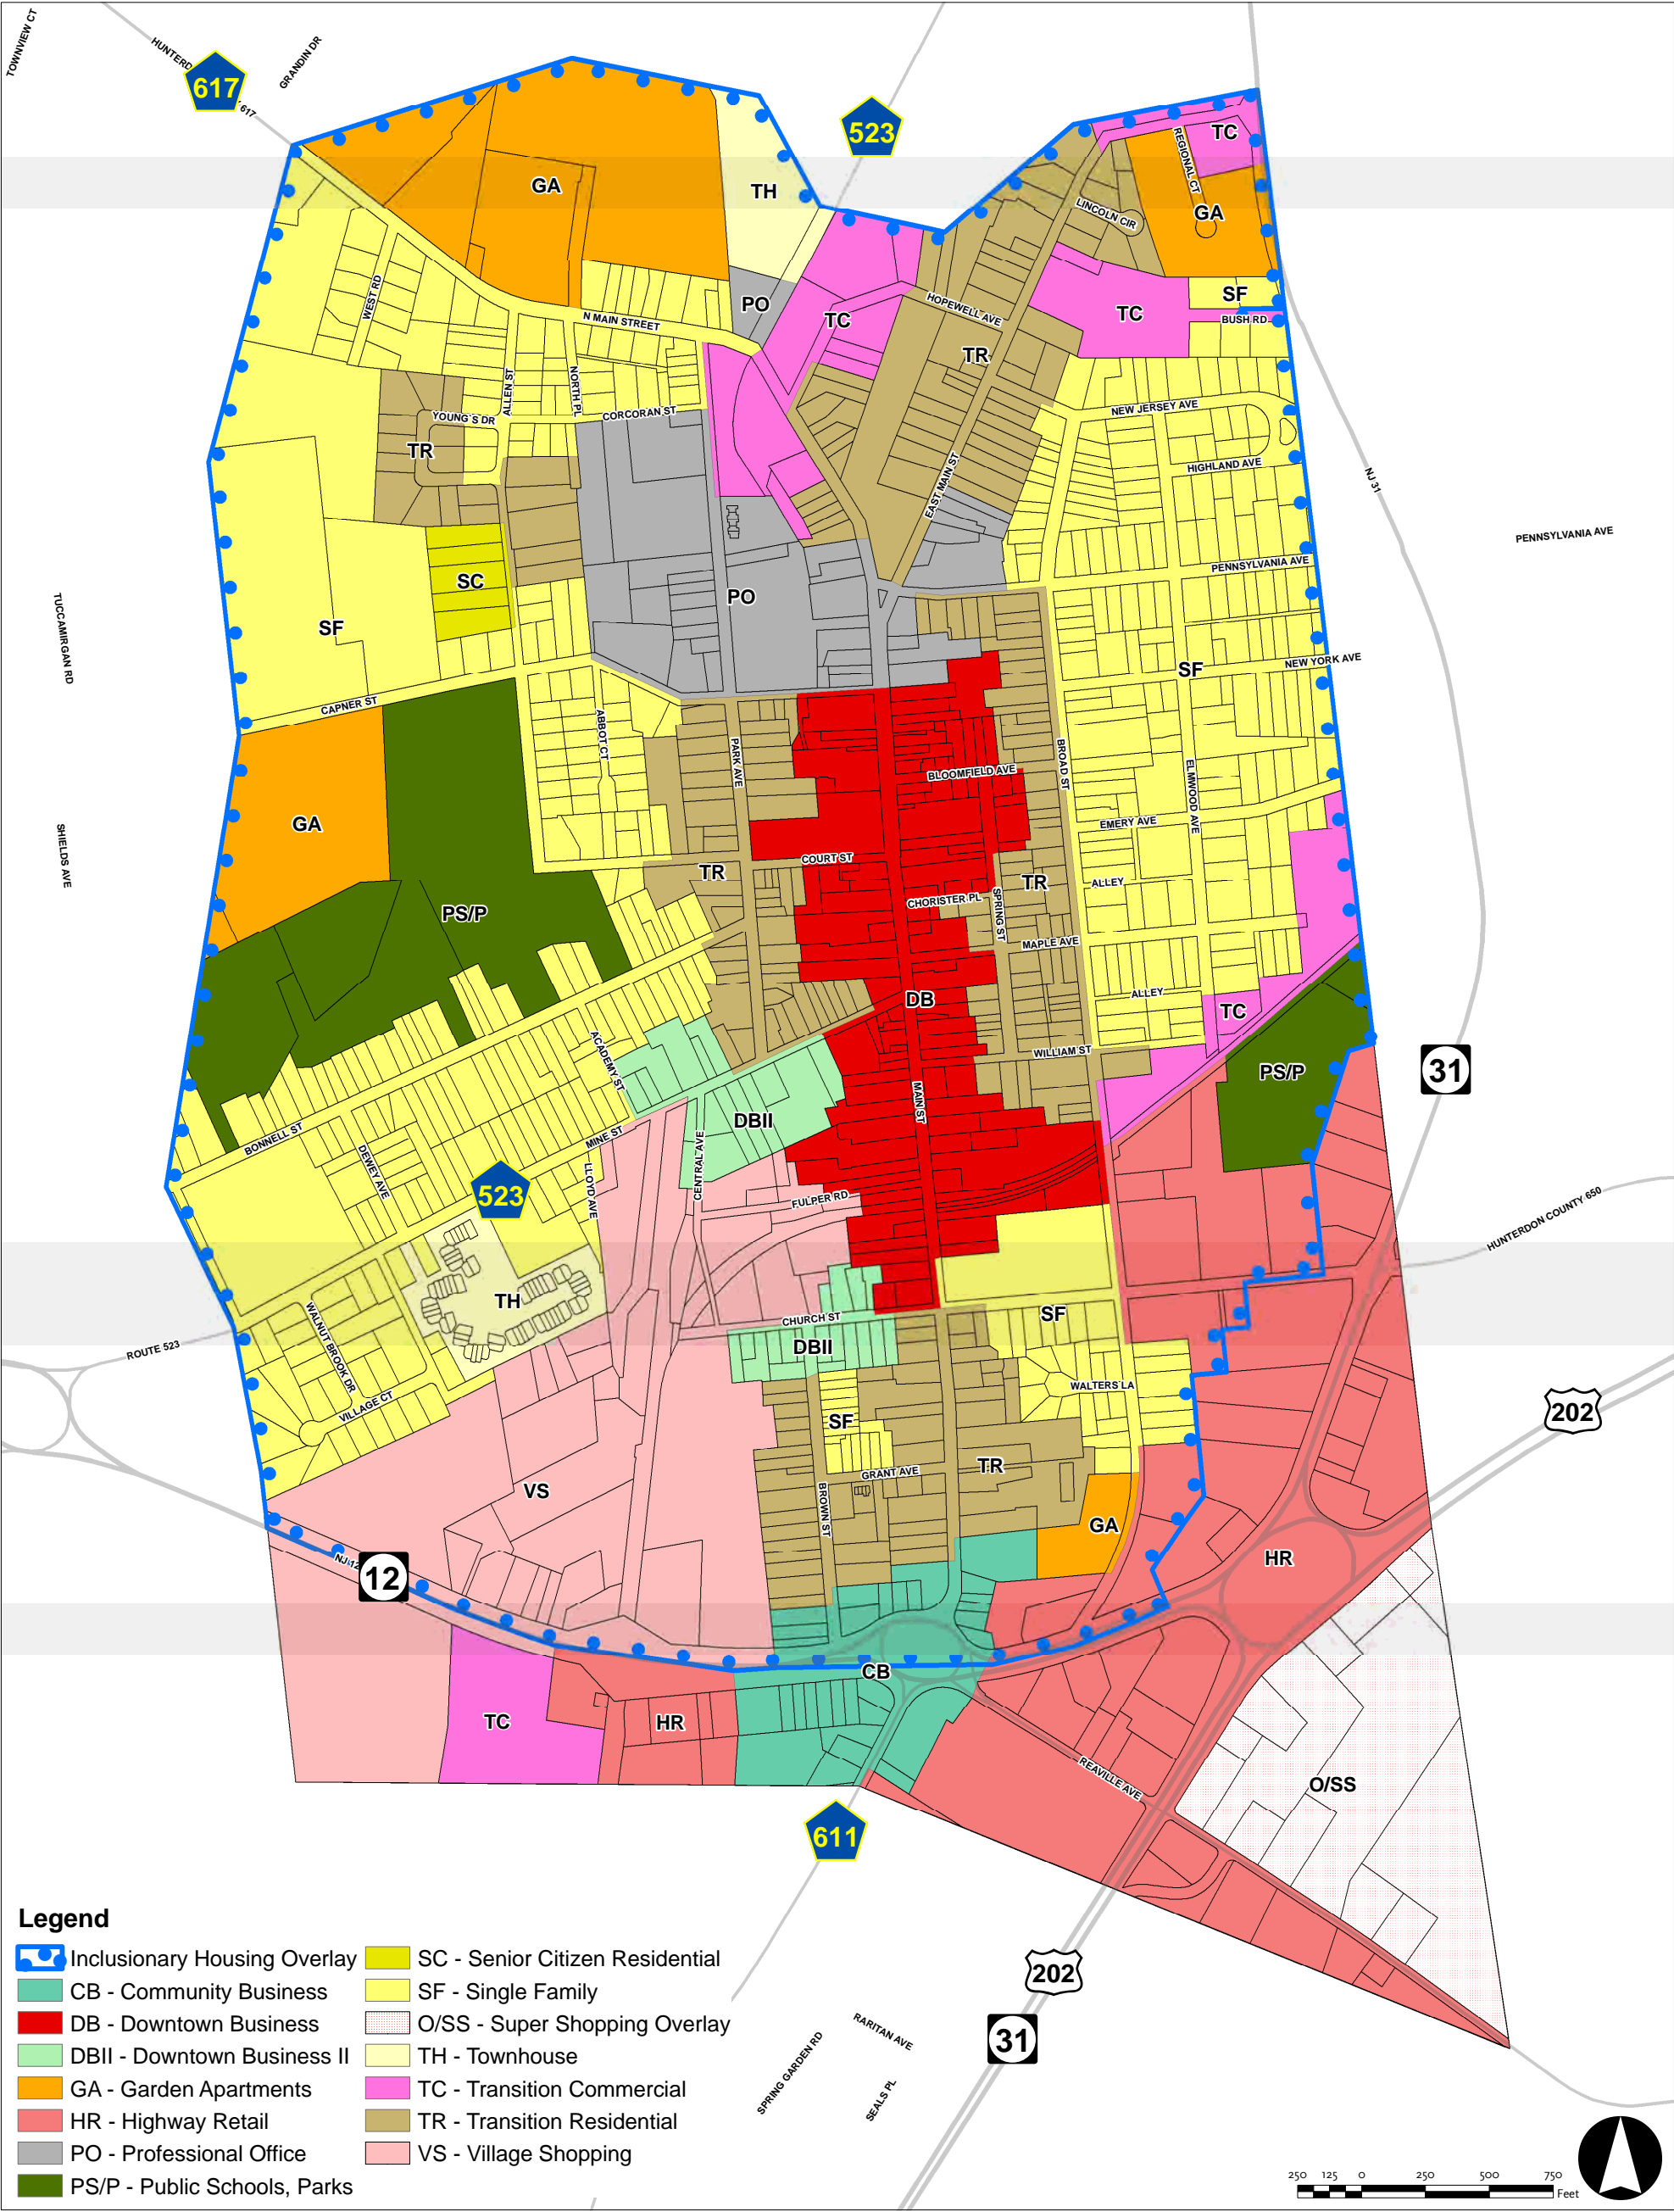 TOWNVIEW CT
HUNTERD
617
617
GRANDIN DR
523
TC
REGIONAL CT
GA
TH
LINCOLN CIR
GA
WEST RD
PO
N MAIN STREET
TC
HOPEWELL AVE
TC
SF
BUSH RD
TR
ALLEN ST
NORTH PL
YOUNG'S DR
CORCORAN ST
NEW JERSEY AVE
TR
HIGHLAND AVE
EAST MAIN ST
NJ 31
PENNSYLVANIA AVE
PENNSYLVANIA AVE
SC
PO
TUCCAMIRGAN RD
SF
SF
NEW YORK AVE
CAPNER ST
ABBOT CT
PARK AVE
BROAD ST
BLOOMFIELD AVE
ELMWOOD AVE
GA
EMERY AVE
SHIELDS AVE
COURT ST
TR
TR
ALLEY
CHORISTER PL
SPRING ST
PS/P
MAPLE AVE
DB
ALLEY
TC
ACADEMY ST
WILLIAM ST
PS/P
31
MAIN ST
DBII
BONNELL ST
MINE ST
DEWEY AVE
523
LLOYD AVE
CENTRAL AVE
FULPER RD
HUNTERDON COUNTY 650
TH
SF
WALNUT BROOK DR
CHURCH ST
ROUTE 523
DBII
WALTERS LA
VILLAGE CT
SF
202
TR
GRANT AVE
VS
BROWN ST
GA
HR
NJ 12
12
CB
TC
HR
REAVILLE AVE
O/SS
611
202
31
SPRING GARDEN RD
RARITAN AVE
SEALS PL
Legend
Inclusionary Housing Overlay
CB - Community Business
DB - Downtown Business
DBII - Downtown Business II
GA - Garden Apartments
HR - Highway Retail
PO - Professional Office
PS/P - Public Schools, Parks
SC - Senior Citizen Residential
SF - Single Family
O/SS - Super Shopping Overlay
TH - Townhouse
TC - Transition Commercial
TR - Transition Residential
VS - Village Shopping
250 125 0 250 500 750
Feet